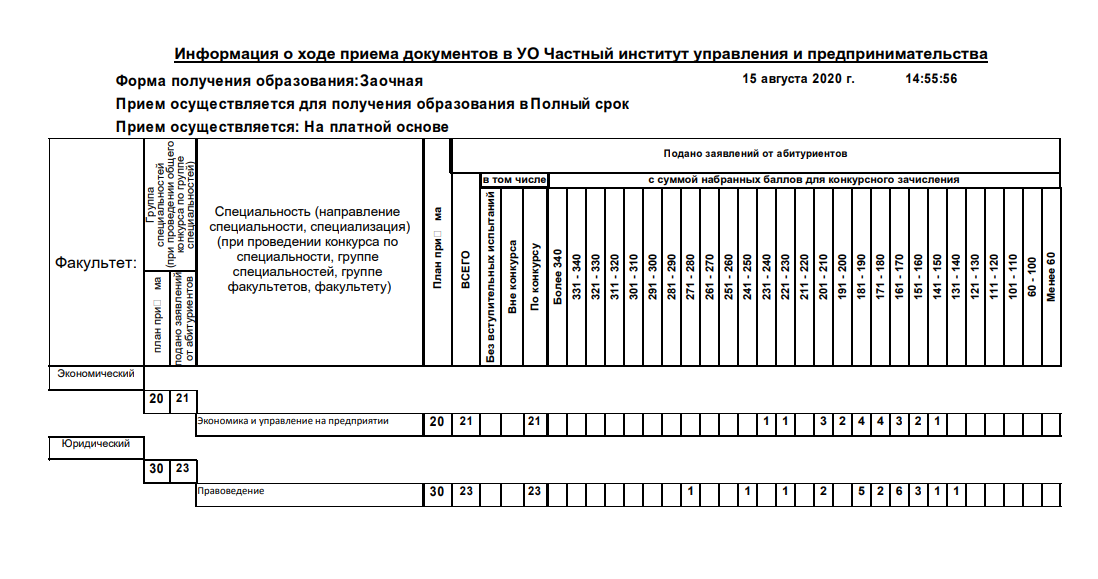 Информация о ходе приема документов в УО Частный институт управления и предпринимательства
Форма получения образования:Заочная 15 августа 2020 г. 14:55:56
Прием осуществляется для получения образования в Полный срок
Прием осуществляется: На платной основе
Факультет:
Группа
специальностей
(при проведении общего
конкурса по группе
специальностей)
план при□ма
подано заявлений
от абитуриентов
Специальность (направление
специальности, специализация)
(при проведении конкурса по
специальности, группе
специальностей, группе
факультетов, факультету)
План при□ма
Подано заявлений от абитуриентов
ВСЕГО
в том числе
Без вступительных испытаний
Вне конкурса
По конкурсу
с суммой набранных баллов для конкурсного зачисления
Более 340
331 - 340
321 - 330
311 - 320
301 - 310
291 - 300
281 - 290
271 - 280
261 - 270
251 - 260
241 - 250
231 - 240
221 - 230
211 - 220
201 - 210
191 - 200
181 - 190
171 - 180
161 - 170
151 - 160
141 - 150
131 - 140
121 - 130
111 - 120
101 - 110
60 - 100
Менее 60
Экономический
20 21
Экономика и управление на предприятии 20 21 21 1 1 3 2 4 4 3 2 1
Юридический
30 23
Правоведение 30 23 23 1 1 1 2 5 2 6 3 1 1